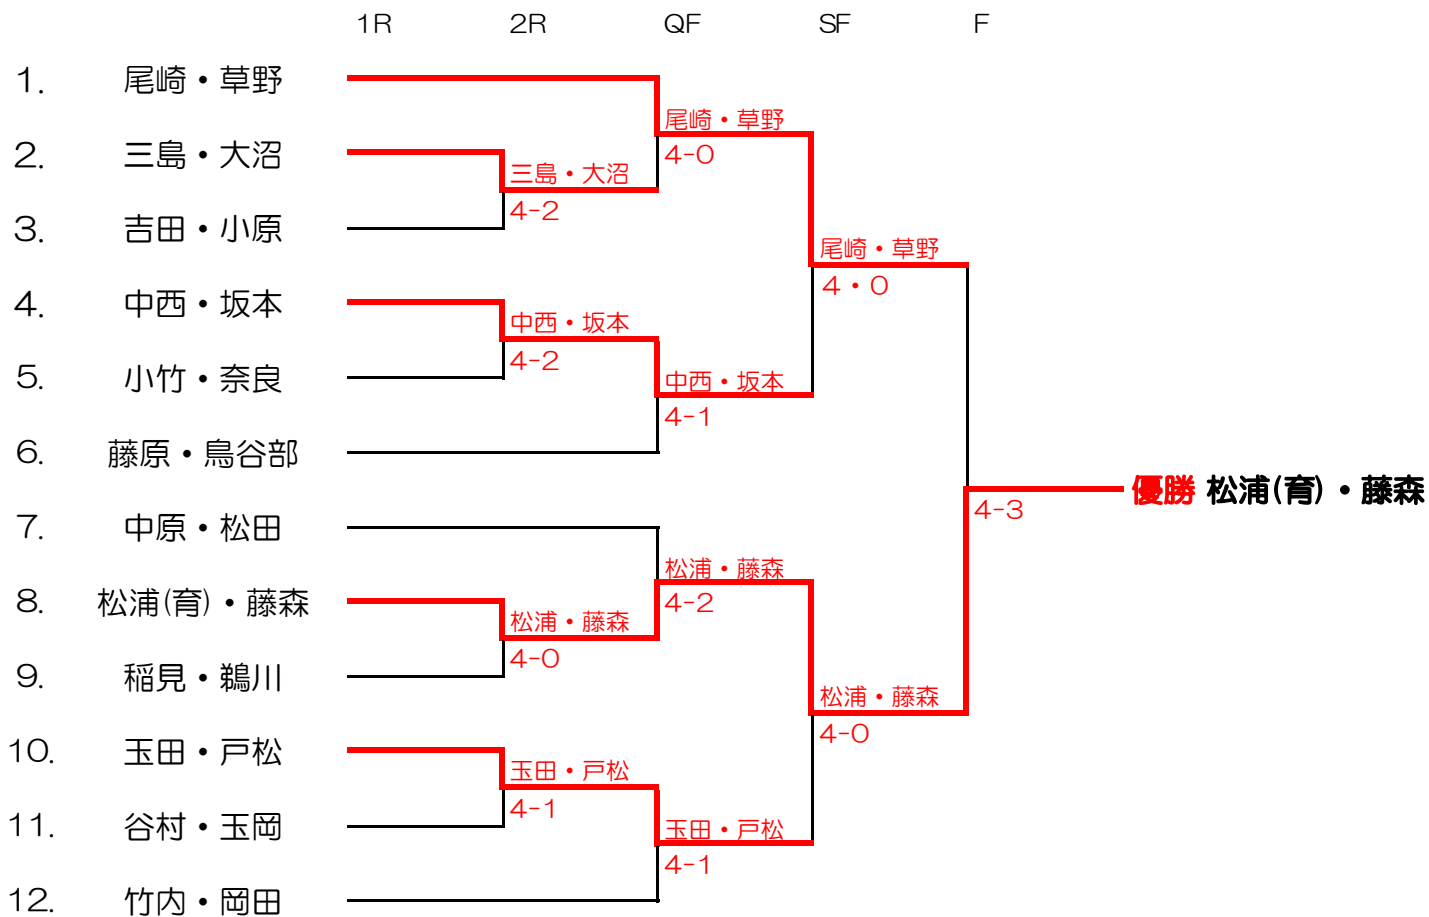 1R 2R QF SF F
1. 尾崎・草野
尾崎・草野
2. 三島・大沼
4-0
三島・大沼
4-2
3. 吉田・小原
尾崎・草野
4・0
4. 中西・坂本
中西・坂本
4-2
5. 小竹・奈良
中西・坂本
4-1
6. 藤原・鳥谷部
優勝 松浦(育)・藤森
4-3
7. 中原・松田
松浦・藤森
4-2
8. 松浦(育)・藤森
松浦・藤森
4-0
9. 稲見・鵜川
松浦・藤森
4-0
10. 玉田・戸松
玉田・戸松
4-1
11. 谷村・玉岡
玉田・戸松
4-1
12. 竹内・岡田